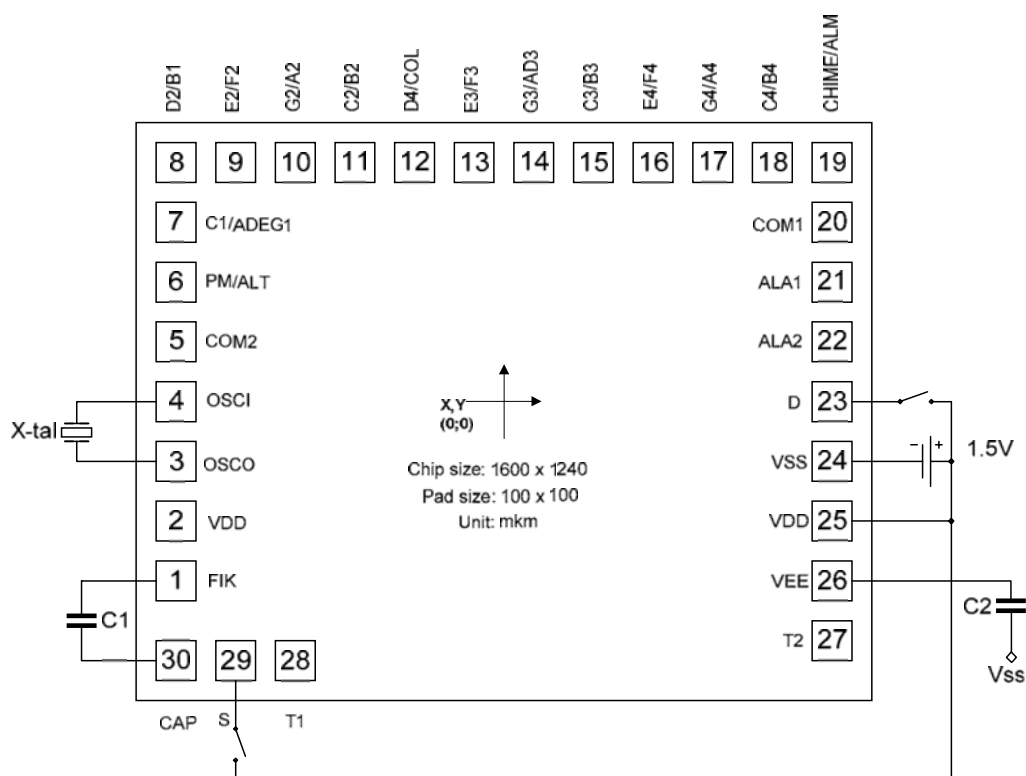 D2/B1 E2/F2 G2/A2 C2/B2 D4/COL E3/F3 G3/AD3 C3/B3 E4/F4 G4/A4 C4/B4 CHIME/ALM
8 9 10 11 12 13 14 15 16 17 18 19
7 C1/ADEG1 COM1 20
6 PM/ALT ALA1 21
5 COM2 ALA2 22
4 OSCI X,Y D 23
(0;0)
X-tal
1.5V
3 OSCO VSS 24
Chip size: 1600 x 1240
Pad size: 100 x 100
Unit: mkm
2 VDD VDD 25
1 FIK VEE 26
C1 C2
T2 27
30 29 28
Vss
CAP S T1
- +